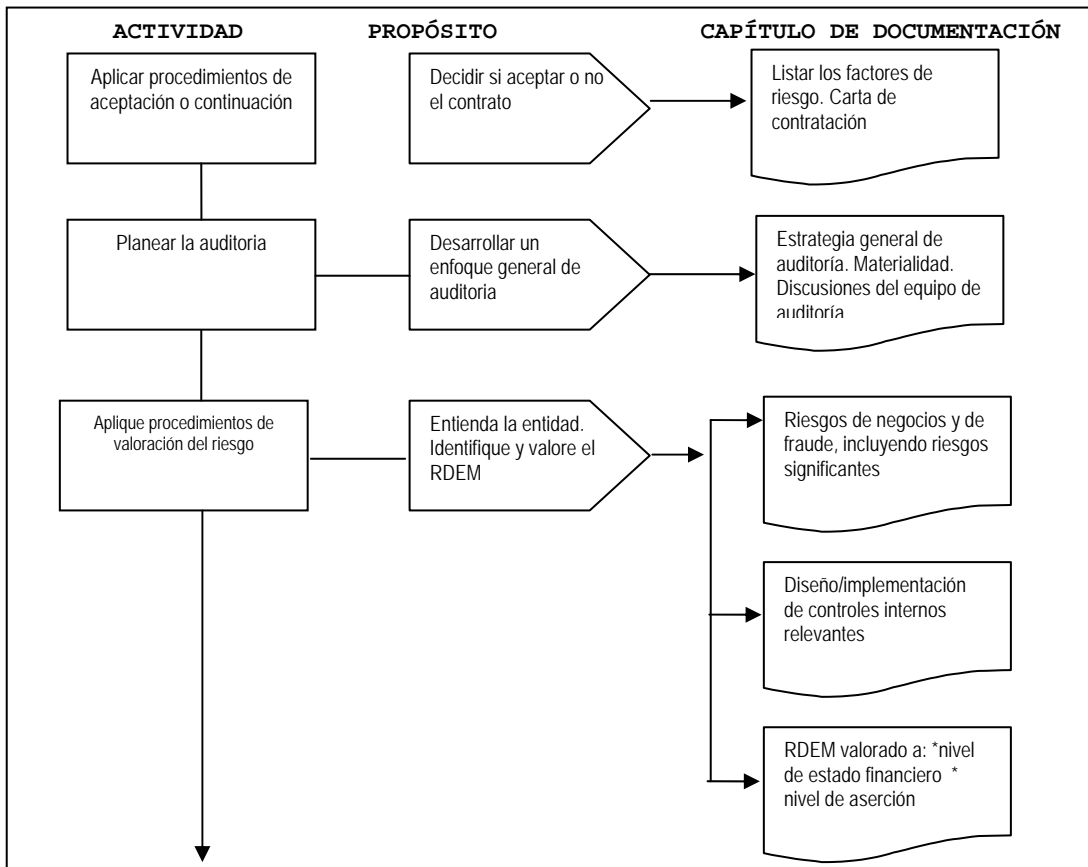 ACTIVIDAD PROPÓSITO CAPÍTULO DE DOCUMENTACIÓN
Aplicar procedimientos de
aceptación o continuación
Decidir si aceptar o no
el contrato
Listar los factores de
riesgo. Carta de
contratación
Planear la auditoria
Desarrollar un
enfoque general de
auditoria
Estrategia general de
auditoría. Materialidad.
Discusiones del equipo de
auditoría
Aplique procedimientos de
valoración del riesgo
Entienda la entidad.
Identifique y valore el
RDEM
Riesgos de negocios y de
fraude, incluyendo riesgos
significantes
Diseño/implementación
de controles internos
relevantes
RDEM valorado a: *nivel
de estado financiero *
nivel de aserción